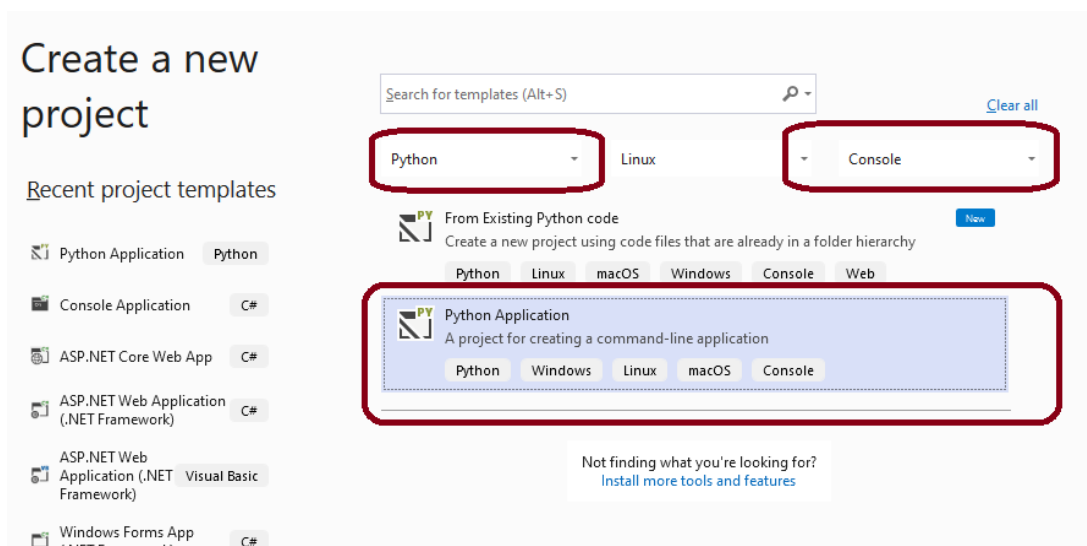 Create a new
project
Recent project templates
Python Application Python
Console Application C#
ASP.NET Core Web App C#
ASP.NET Web Application
(.NET Framework) C#
ASP.NET Web
Application (.NET Visual Basic
Framework)
Windows Forms App
C#
Search for templates (Alt+S)
Clear all
Python Linux Console
PY From Existing Python code New
Create a new project using code files that are already in a folder hierarchy
Python Linux macOS Windows Console Web
PY Python Application
A project for creating a command-line application
Python Windows Linux macOS Console
Not finding what you're looking for?
Install more tools and features